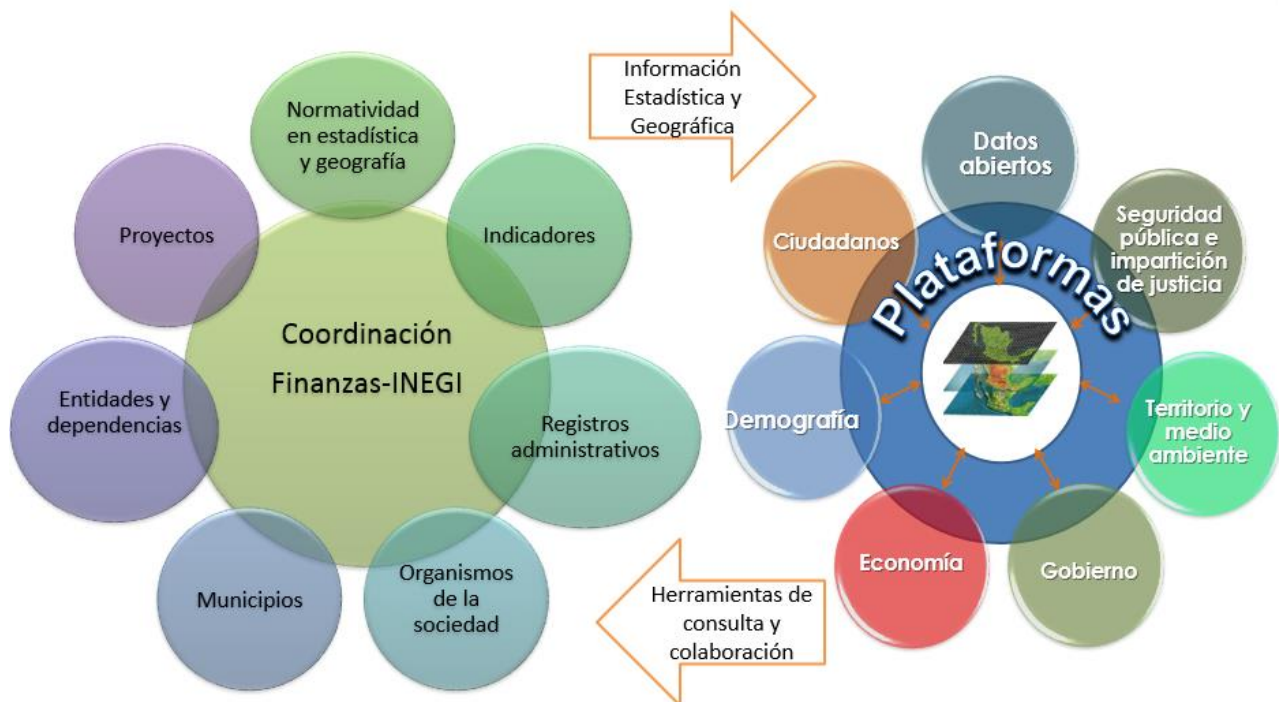 Normatividad
en estadística
y geografía
Proyectos
Indicadores
Coordinación
Finanzas-INEGI
Entidades y
dependencias
Registros
administrativos
Municipios
Organismos
de la
sociedad
Información
Estadística y
Geográfica
Herramientas de
consulta y
colaboración
Datos
abiertos
Ciudadanos
Seguridad
pública e
impartición
de justicia
Plataformas
Demografía
Territorio y
medio
ambiente
Economía
Gobierno